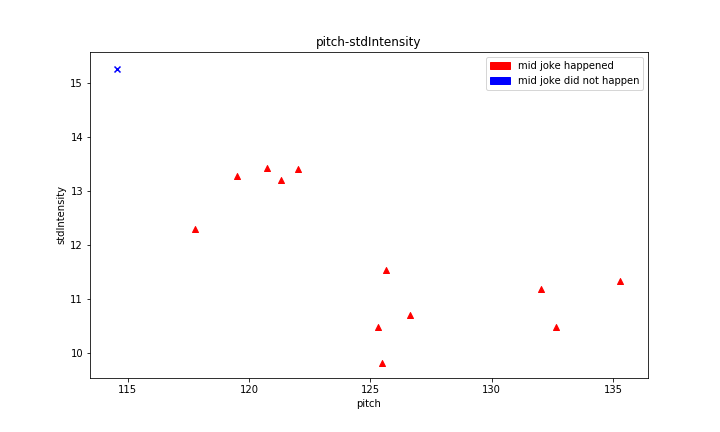 pitch-stdIntensity
mid joke happened
mid joke did not happen
stdIntensity
15
14
13
12
11
10
115
120
125
130
135
pitch